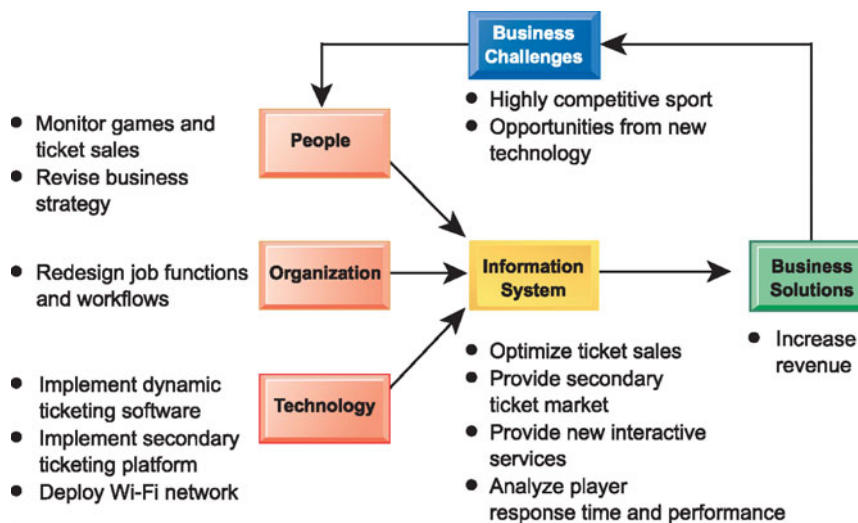 Business
Challenges
● Highly competitive sport
● Opportunities from new
technology
● Monitor games and
ticket sales
● Revise business
strategy
People
● Redesign job functions
and workflows
Organization
● Implement dynamic
ticketing software
● Implement secondary
ticketing platform
● Deploy Wi-Fi network
Technology
Information
System
● Optimize ticket sales
● Provide secondary
ticket market
● Provide new interactive
services
● Analyze player
response time and performance
Business
Solutions
● Increase
revenue